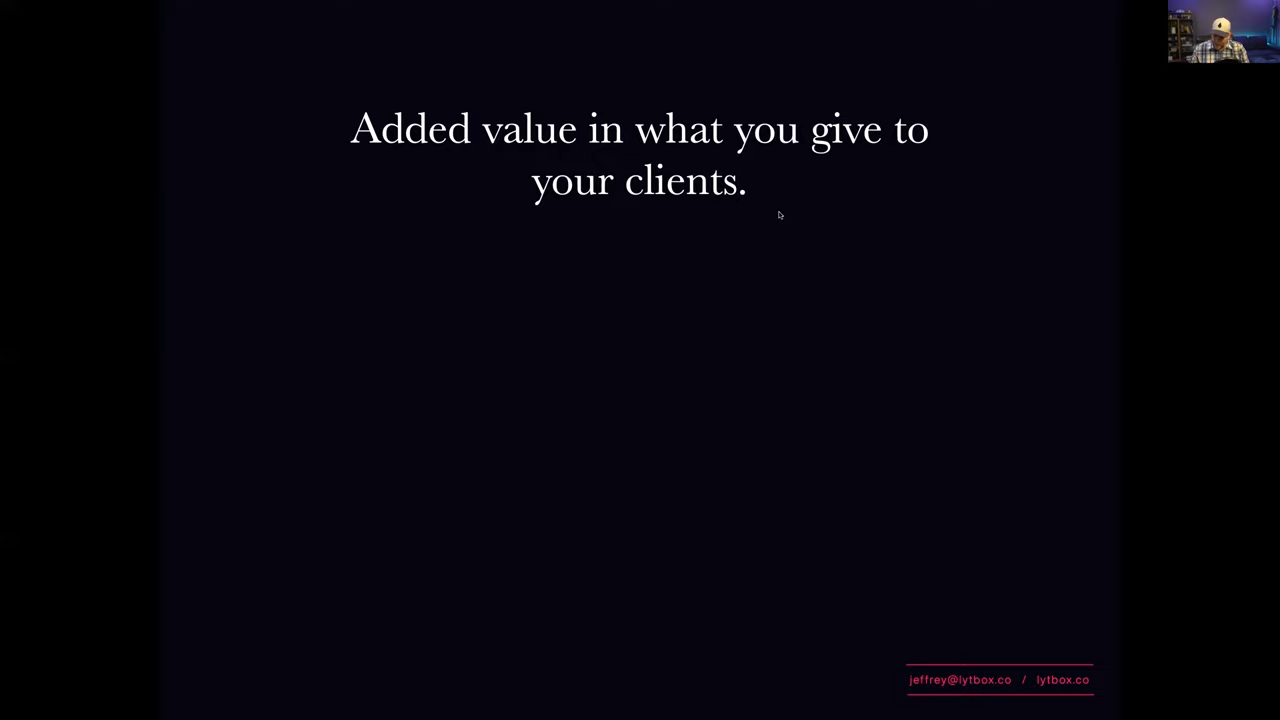 Added value in what you give to
your clients.
jeffrey@lytbox.co / lytbox.co